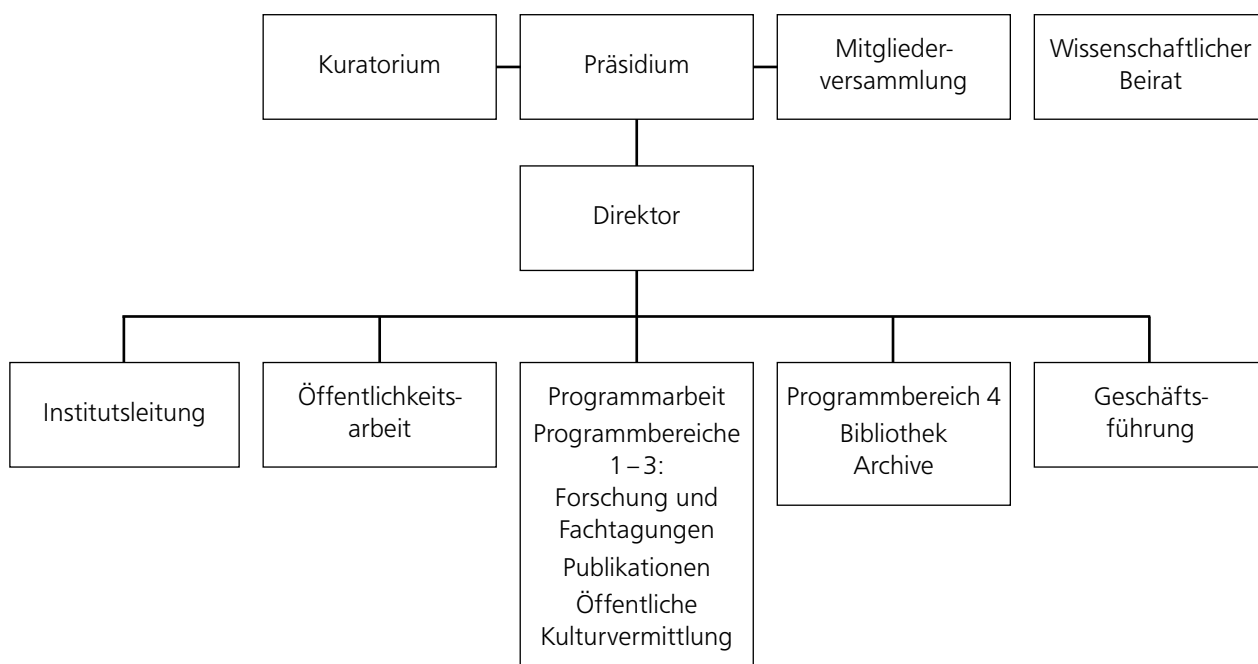 Kuratorium
Präsidium
Mitglieder-
versammlung
Wissenschaftlicher
Beirat
Direktor
Institutsleitung
Öffentlichkeits-
arbeit
Programmarbeit
Programmbereiche
1 – 3:
Forschung und
Fachtagungen
Publikationen
Öffentliche
Kulturvermittlung
Programmbereich 4
Bibliothek
Archive
Geschäfts-
führung